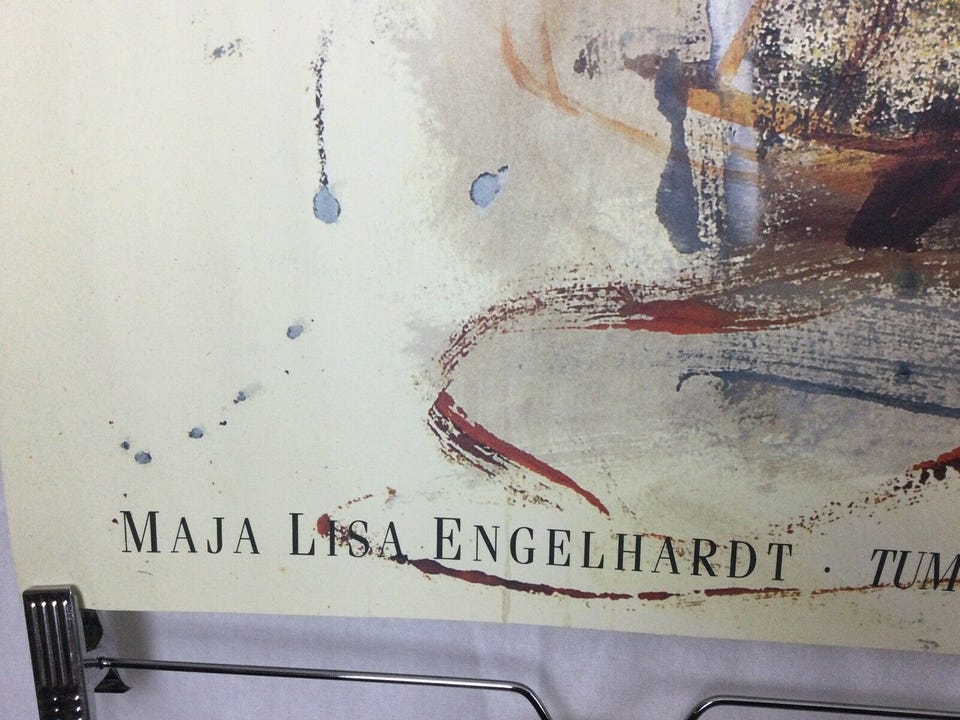 MAJA LISA ENGELHARDT · TUM